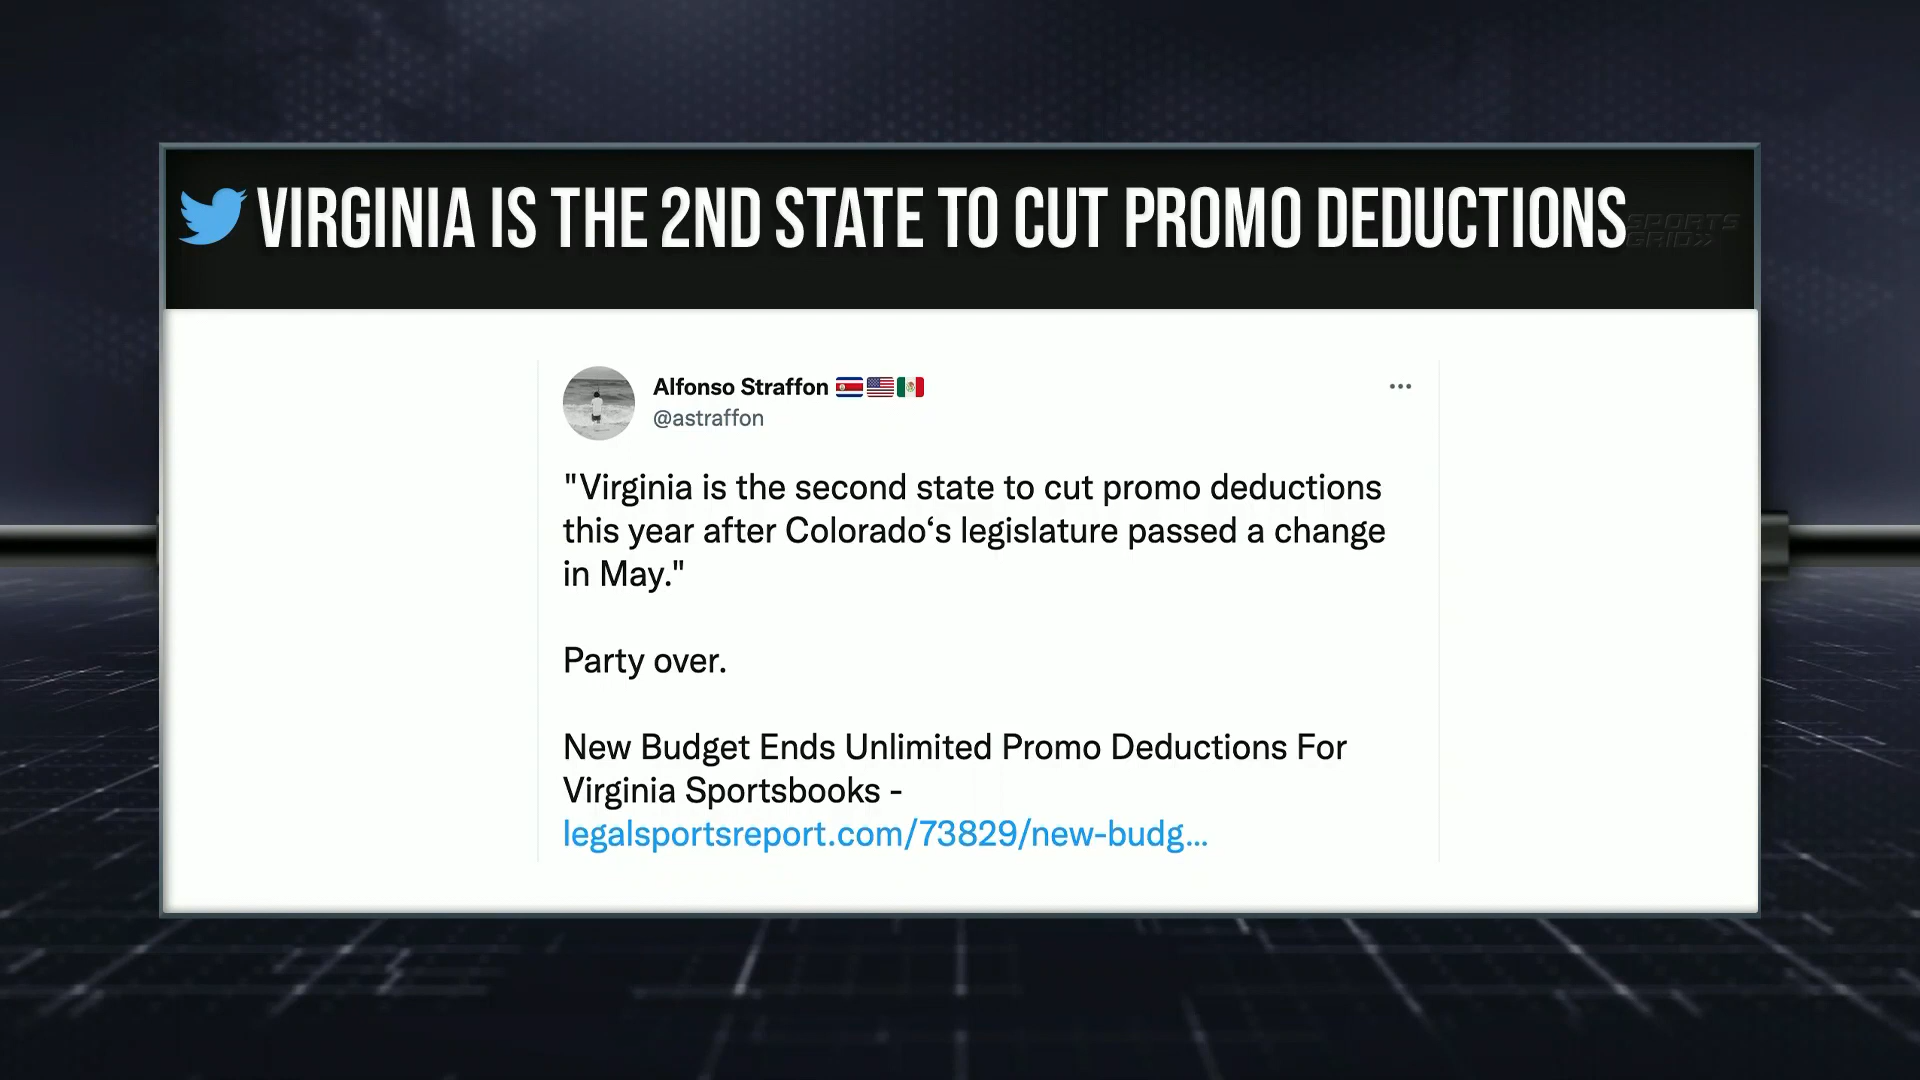 VIRGINIA IS THE 2ND STATE TO CUT PROMO DEDUCTIONS
SPORTS
GRID»
Alfonso Straffon 🇨🇷🇺🇸🇲🇽
@astraffon
"Virginia is the second state to cut promo deductions
this year after Colorado‘s legislature passed a change
in May."
Party over.
New Budget Ends Unlimited Promo Deductions For
Virginia Sportsbooks -
legalsportsreport.com/73829/new-budg...